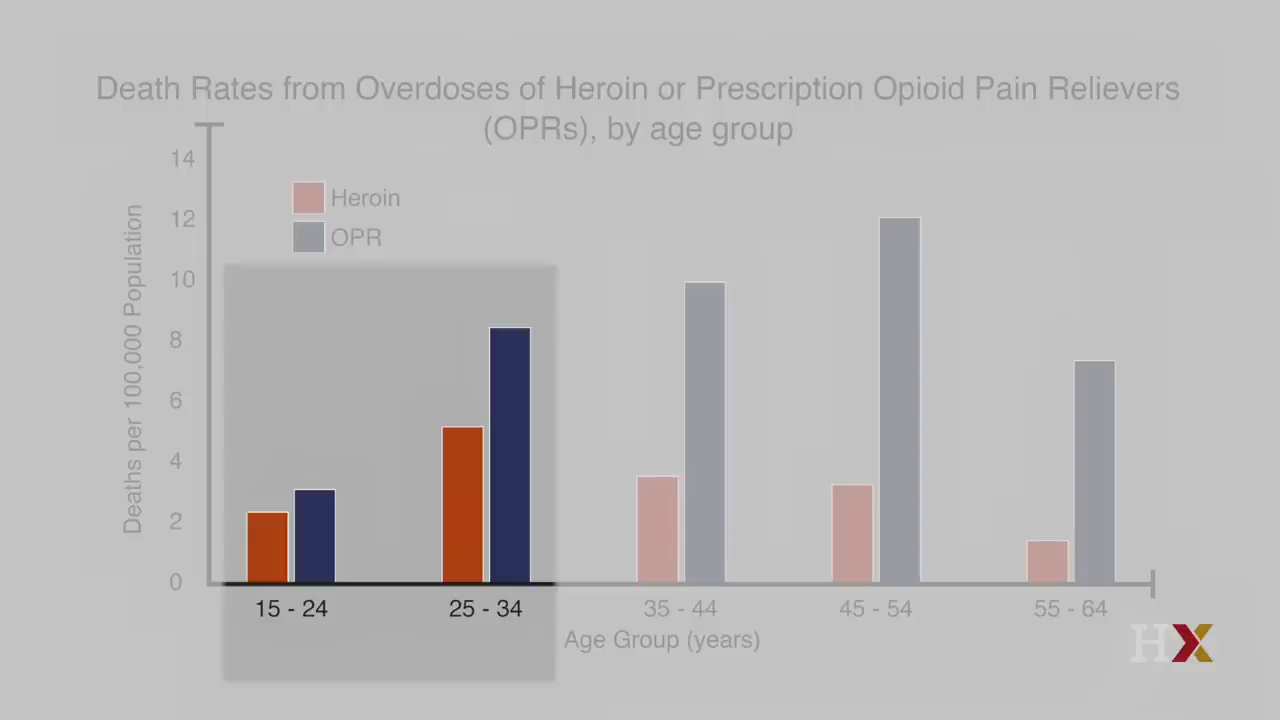 Death Rates from Overdoses of Heroin or Prescription Opioid Pain Relievers
(OPRs), by age group
14
12
10
8
6
4
2
0
Deaths per 100,000 Population
Heroin
OPR
15 - 24
25 - 34
35 - 44
45 - 54
55 - 64
Age Group (years)
HX